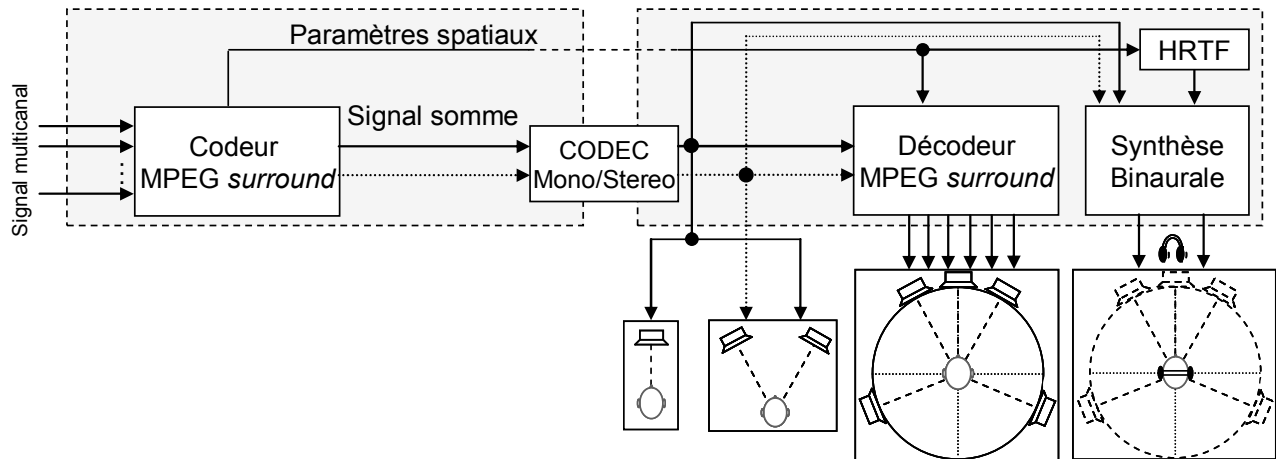 Paramètres spatiaux
HRTF
Signal multicanal
Codeur
MPEG surround
Signal somme
CODEC
Mono/Stereo
Décodeur
MPEG surround
Synthèse
Binaurale